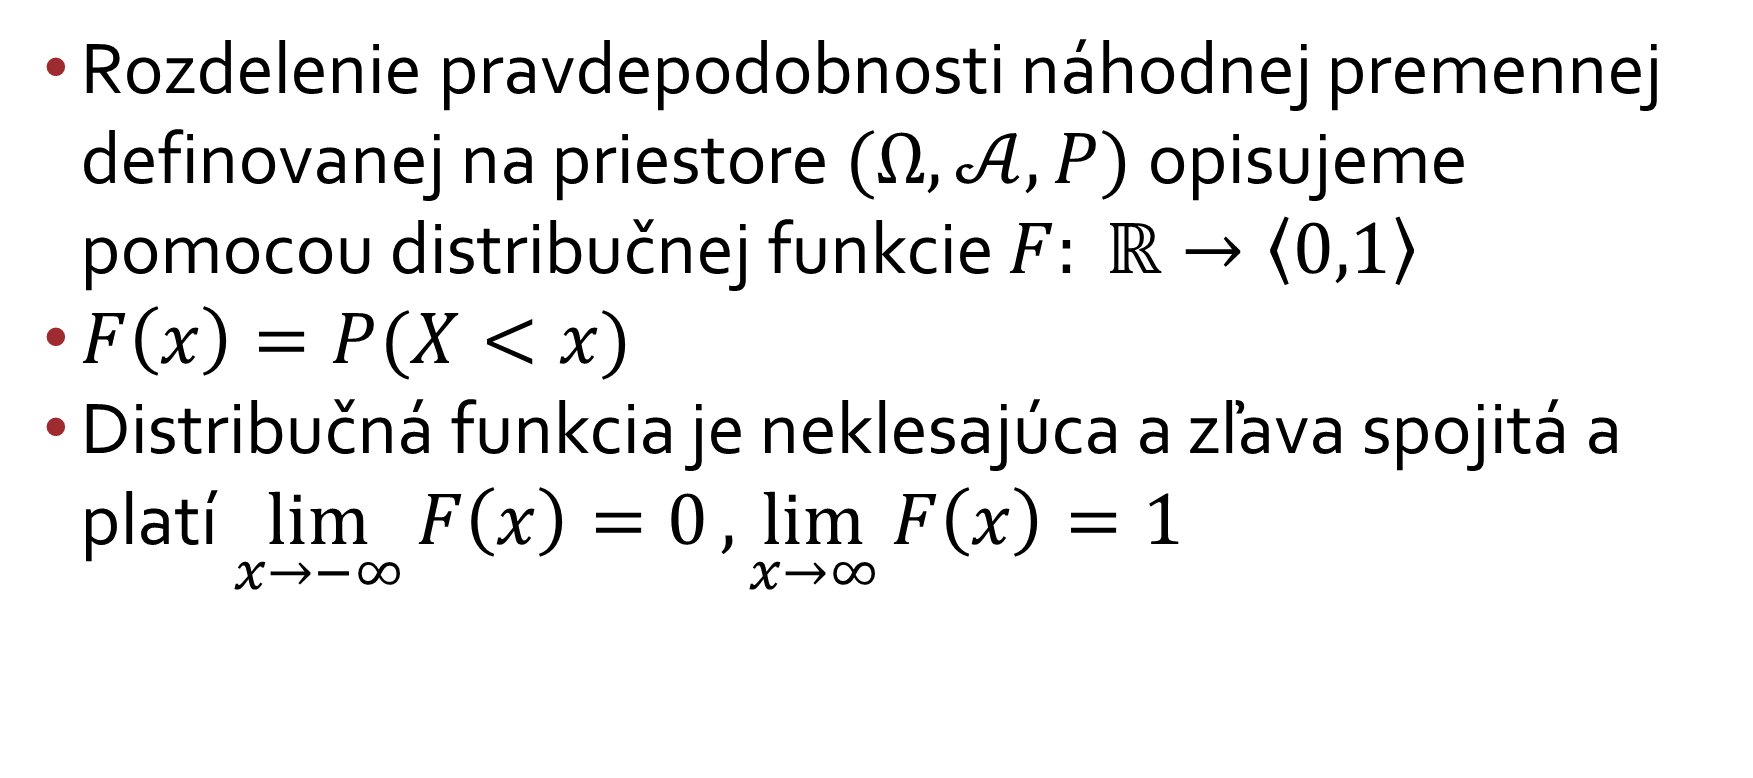 • Rozdelenie pravdepodobnosti náhodnej premennej
definovanej na priestore (Ω, 𝒜, P) opisujeme
pomocou distribučnej funkcie F: ℝ → ⟨0,1⟩
• F(x) = P(X < x)
• Distribučná funkcia je neklesajúca a zľava spojitá a
platí lim F(x) = 0 , lim F(x) = 1
x→−∞ x→∞